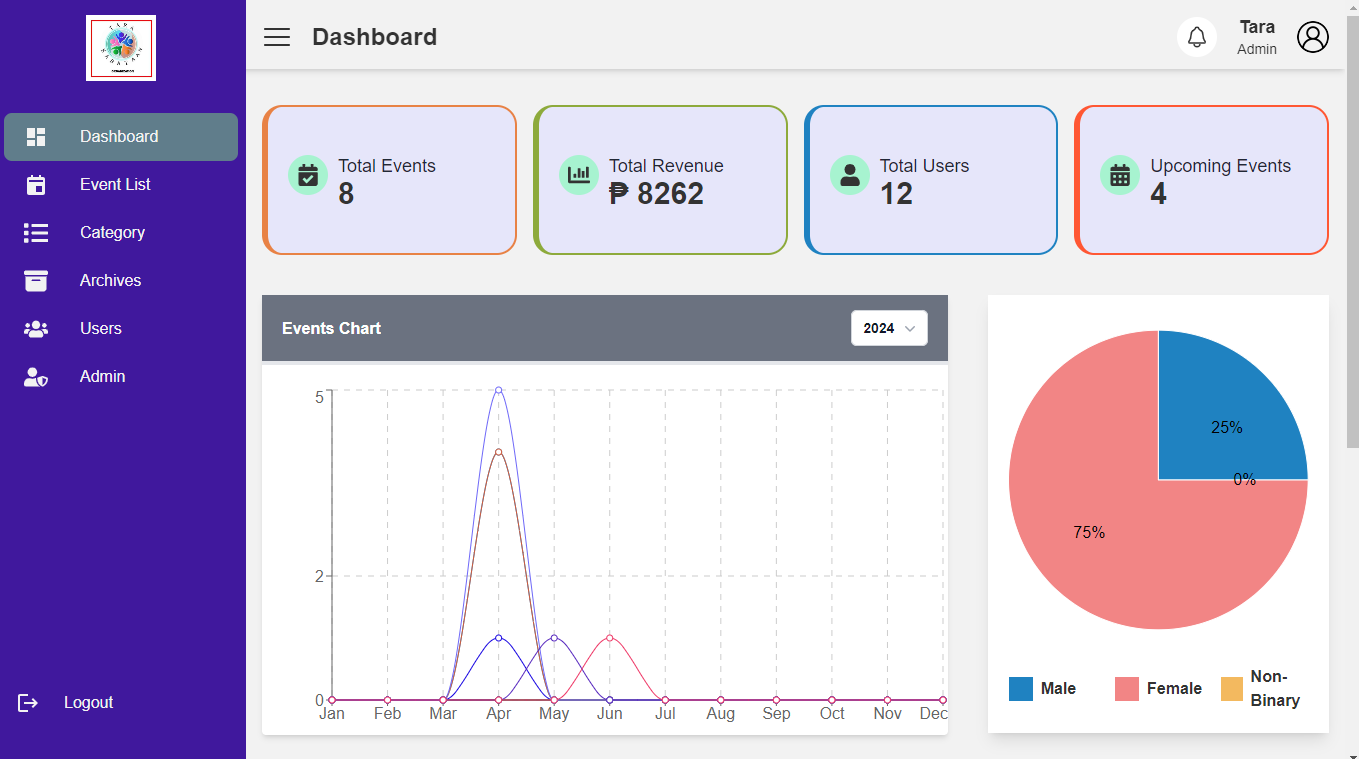 Dashboard
Tara
Admin
Dashboard
Event List
Category
Archives
Users
Admin
Logout
Total Events
8
Total Revenue
₱ 8262
Total Users
12
Upcoming Events
4
Events Chart
2024
5
2
0
Jan Feb Mar Apr May Jun Jul Aug Sep Oct Nov Dec
25%
0%
75%
Male
Female
Non-
Binary